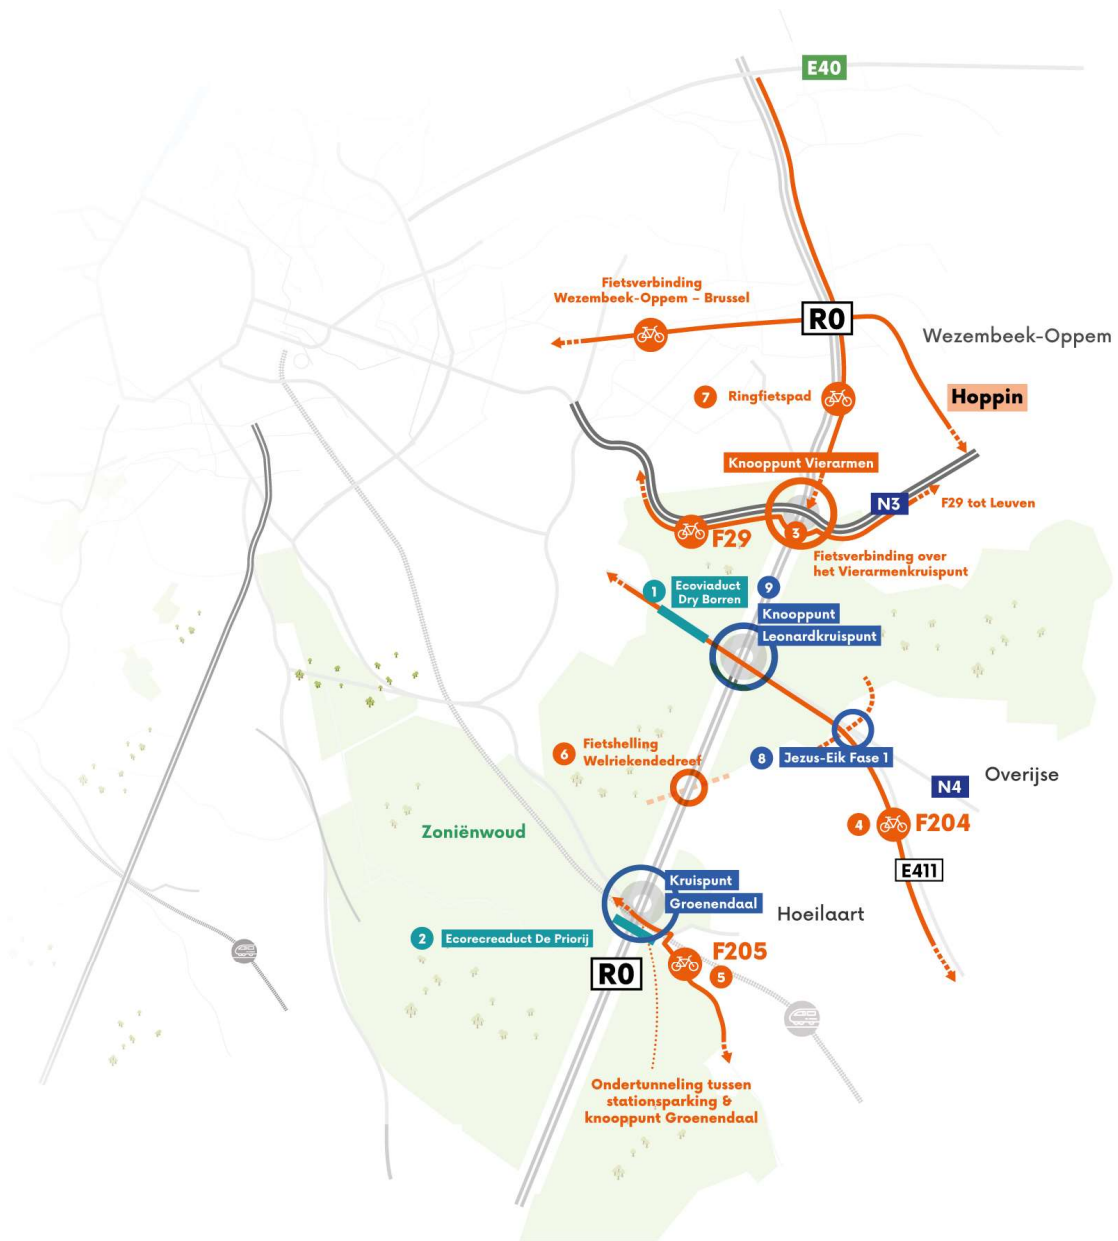 E40
Fietsverbinding
Wezembeek-Oppem – Brussel
R0
Wezembeek-Oppem
7 Ringfietspad
Hoppin
Knooppunt Vierarmen
N3
F29 tot Leuven
F29
3
Fietsverbinding over
het Vierarmenkruispunt
1 Ecoviaduct
Dry Borren
9
Knooppunt
Leonardkruispunt
6 Fietshelling
Welriekendedreef
8 Jezus-Eik Fase 1
Overijse
N4
Zoniënwoud
4 F204
E411
Kruispunt
Groenendaal
Hoeilaart
2 Ecorecreaduct De Priorij
F205
R0
5
Ondertunneling tussen
stationsparking &
knooppunt Groenendaal